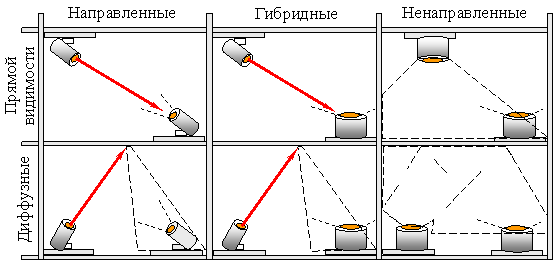 Направленные
Гибридные
Ненаправленные
Прямой
видимости
Диффузные